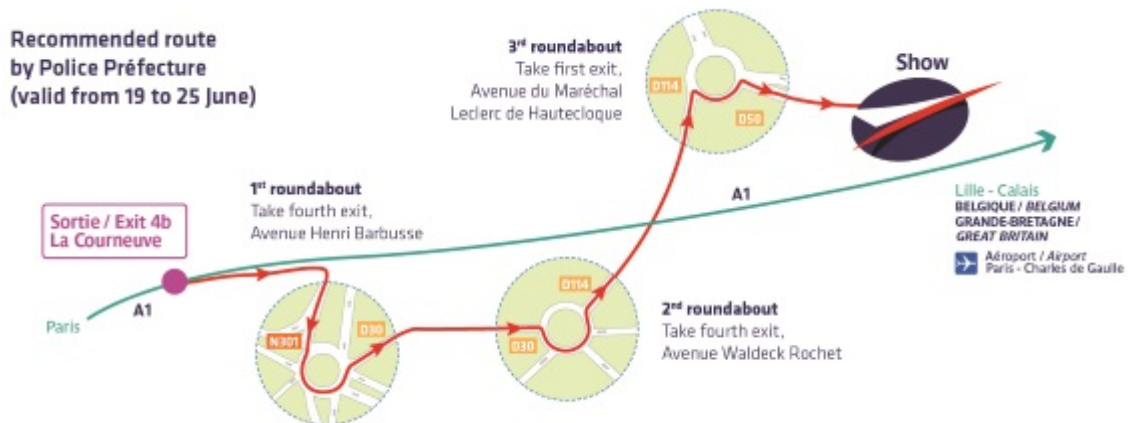 Recommended route
by Police Préfecture
(valid from 19 to 25 June)
3rd roundabout
Take first exit,
Avenue du Maréchal
Leclerc de Hautecloque
D114
D50
Show
1st roundabout
Take fourth exit,
Avenue Henri Barbusse
A1
Lille - Calais
BELGIQUE / BELGIUM
GRANDE-BRETAGNE /
GREAT BRITAIN
Aéroport / Airport
Paris - Charles de Gaulle
Sortie / Exit 4b
La Courneuve
Paris
A1
N301
D30
D114
D30
2nd roundabout
Take fourth exit,
Avenue Waldeck Rochet